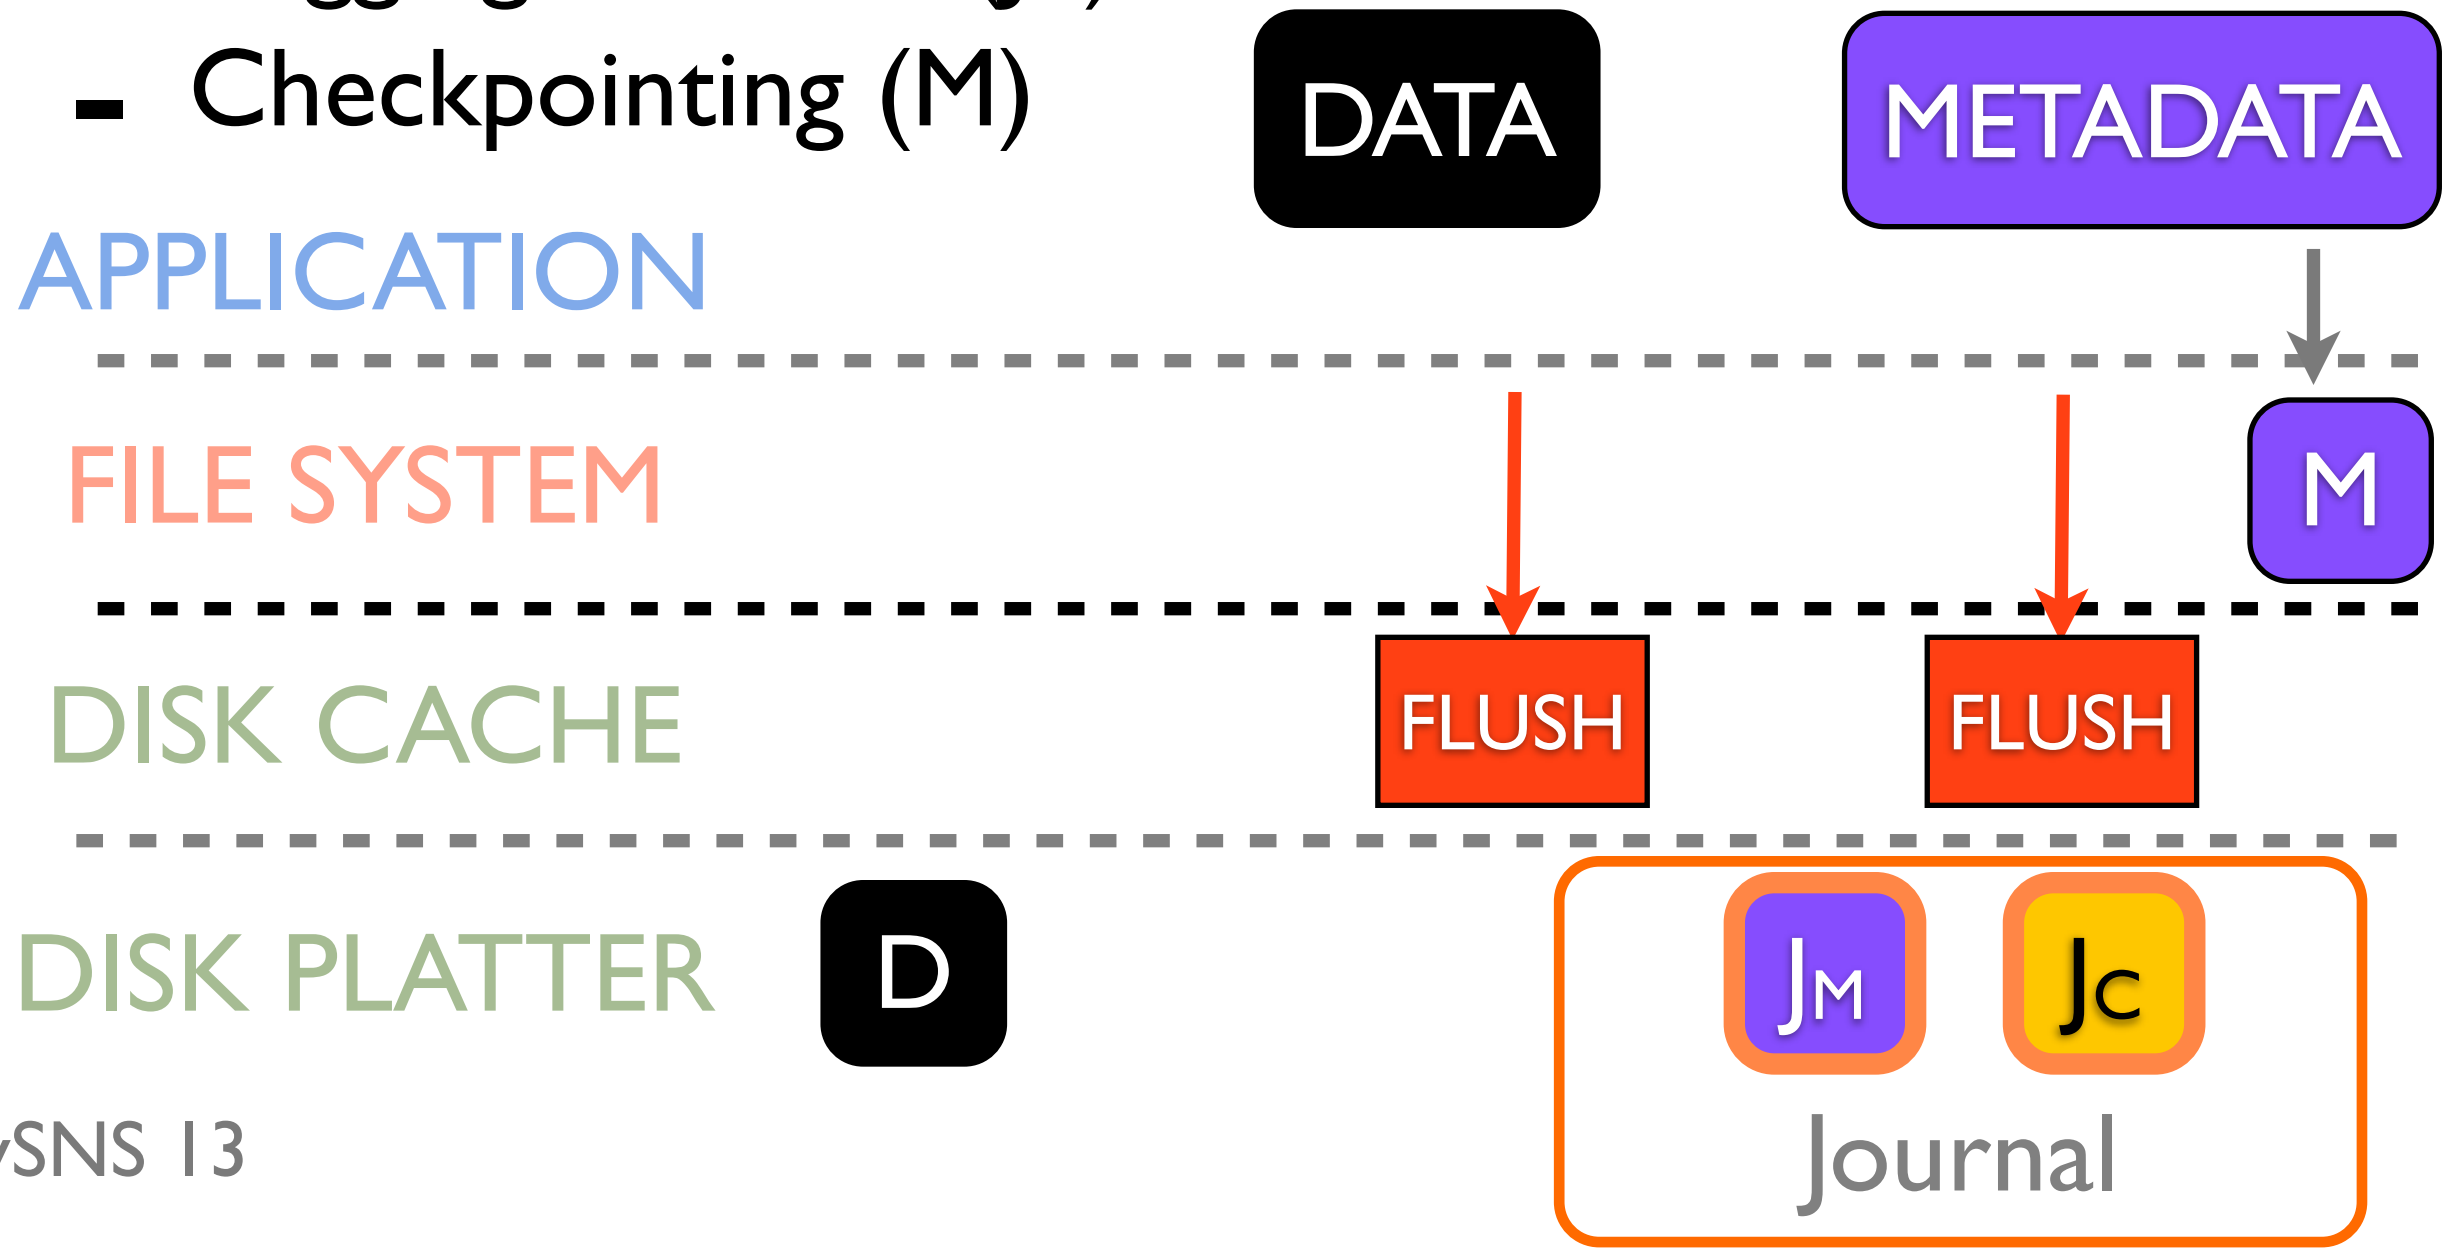 - Checkpointing (M)
DATA
METADATA
APPLICATION
FILE SYSTEM
M
DISK CACHE
FLUSH
FLUSH
DISK PLATTER
D
JM
JC
SNS 13
Journal